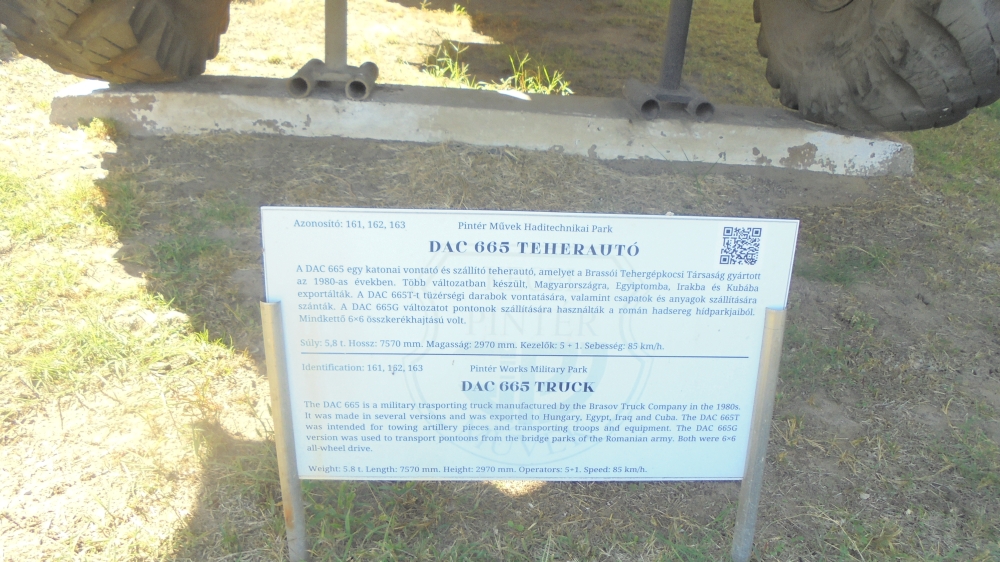 Azonosító: 161, 162, 163
Pintér Művek Haditechnikai Park
DAC 665 TEHERAUTÓ
A DAC 665 egy katonai vontató és szállító teherautó, amelyet a Brassói Tehergépkocsi Társaság gyártott
az 1980-as években. Több változatban készült, Magyarországra, Egyiptomba, Irakba és Kubába
exportálták. A DAC 665T-t tüzérségi darabok vontatására, valamint csapatok és anyagok szállítására
szánták. A DAC 665G változatot pontonok szállítására használták a román hadsereg hídparkjaiból.
Mindkettő 6×6 összkerékhajtású volt.
Súly: 5,8 t. Hossz: 7570 mm. Magasság: 2970 mm. Kezelők: 5 + 1. Sebesség: 85 km/h.
Identification: 161, 162, 163
Pintér Works Military Park
DAC 665 TRUCK
The DAC 665 is a military trasporting truck manufactured by the Brasov Truck Company in the 1980s.
It was made in several versions and was exported to Hungary, Egypt, Iraq and Cuba. The DAC 665T
was intended for towing artillery pieces and transporting troops and equipment. The DAC 665G
version was used to transport pontoons from the bridge parks of the Romanian army. Both were 6×6
all-wheel drive.
Weight: 5.8 t. Length: 7570 mm. Height: 2970 mm. Operators: 5+1. Speed: 85 km/h.
PINTÉR